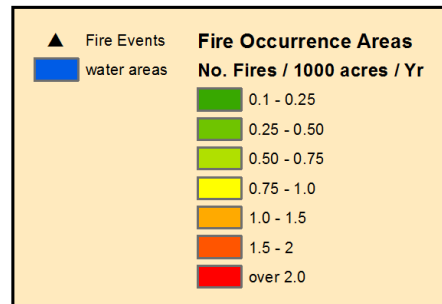 Fire Events
water areas
Fire Occurrence Areas
No. Fires / 1000 acres / Yr
0.1 - 0.25
0.25 - 0.50
0.50 - 0.75
0.75 - 1.0
1.0 - 1.5
1.5 - 2
over 2.0